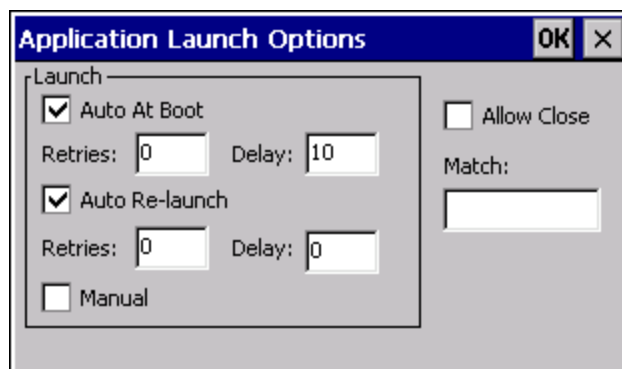 Application Launch Options OK ×
Launch
Auto At Boot
Retries: 0 Delay: 10
Auto Re-launch
Retries: 0 Delay: 0
Manual
Allow Close
Match: